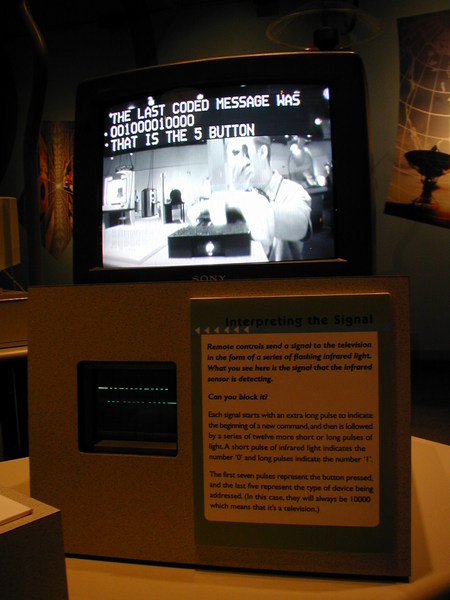 THE LAST CODED MESSAGE WAS
001000010000
THAT IS THE 5 BUTTON
SONY
Interpreting the Signal
Remote controls send a signal to the television
in the form of a series of flashing infrared light.
What you see here is the signal that the infrared
sensor is detecting.
Can you block it?
Each signal starts with an extra long pulse to indicate
the beginning of a new command, and then is followed
by a series of twelve more short or long pulses of
light. A short pulse of infrared light indicates the
number '0' and long pulses indicate the number '1'.
The first seven pulses represent the button pressed,
and the last five represent the type of device being
addressed. (In this case, they will always be 10000
which means that it's a television.)